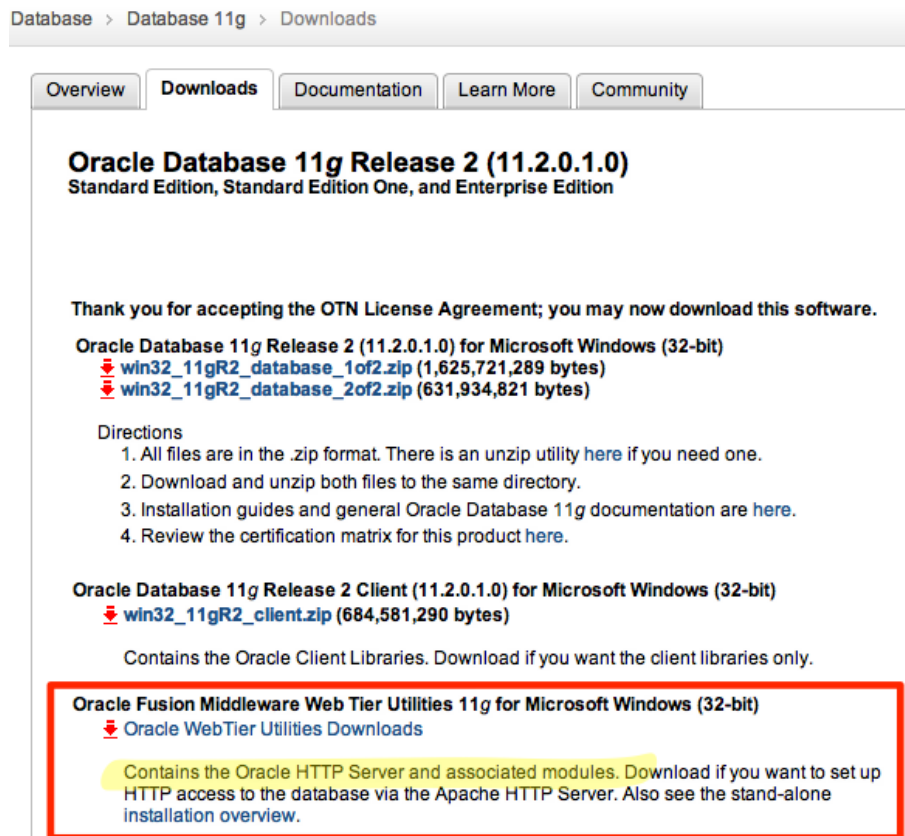 Database > Database 11g > Downloads
Overview Downloads Documentation Learn More Community
Oracle Database 11g Release 2 (11.2.0.1.0)
Standard Edition, Standard Edition One, and Enterprise Edition
Thank you for accepting the OTN License Agreement; you may now download this software.
Oracle Database 11g Release 2 (11.2.0.1.0) for Microsoft Windows (32-bit)
win32_11gR2_database_1of2.zip (1,625,721,289 bytes)
win32_11gR2_database_2of2.zip (631,934,821 bytes)
Directions
1. All files are in the .zip format. There is an unzip utility here if you need one.
2. Download and unzip both files to the same directory.
3. Installation guides and general Oracle Database 11g documentation are here.
4. Review the certification matrix for this product here.
Oracle Database 11g Release 2 Client (11.2.0.1.0) for Microsoft Windows (32-bit)
win32_11gR2_client.zip (684,581,290 bytes)
Contains the Oracle Client Libraries. Download if you want the client libraries only.
Oracle Fusion Middleware Web Tier Utilities 11g for Microsoft Windows (32-bit)
Oracle WebTier Utilities Downloads
Contains the Oracle HTTP Server and associated modules. Download if you want to set up
HTTP access to the database via the Apache HTTP Server. Also see the stand-alone
installation overview.